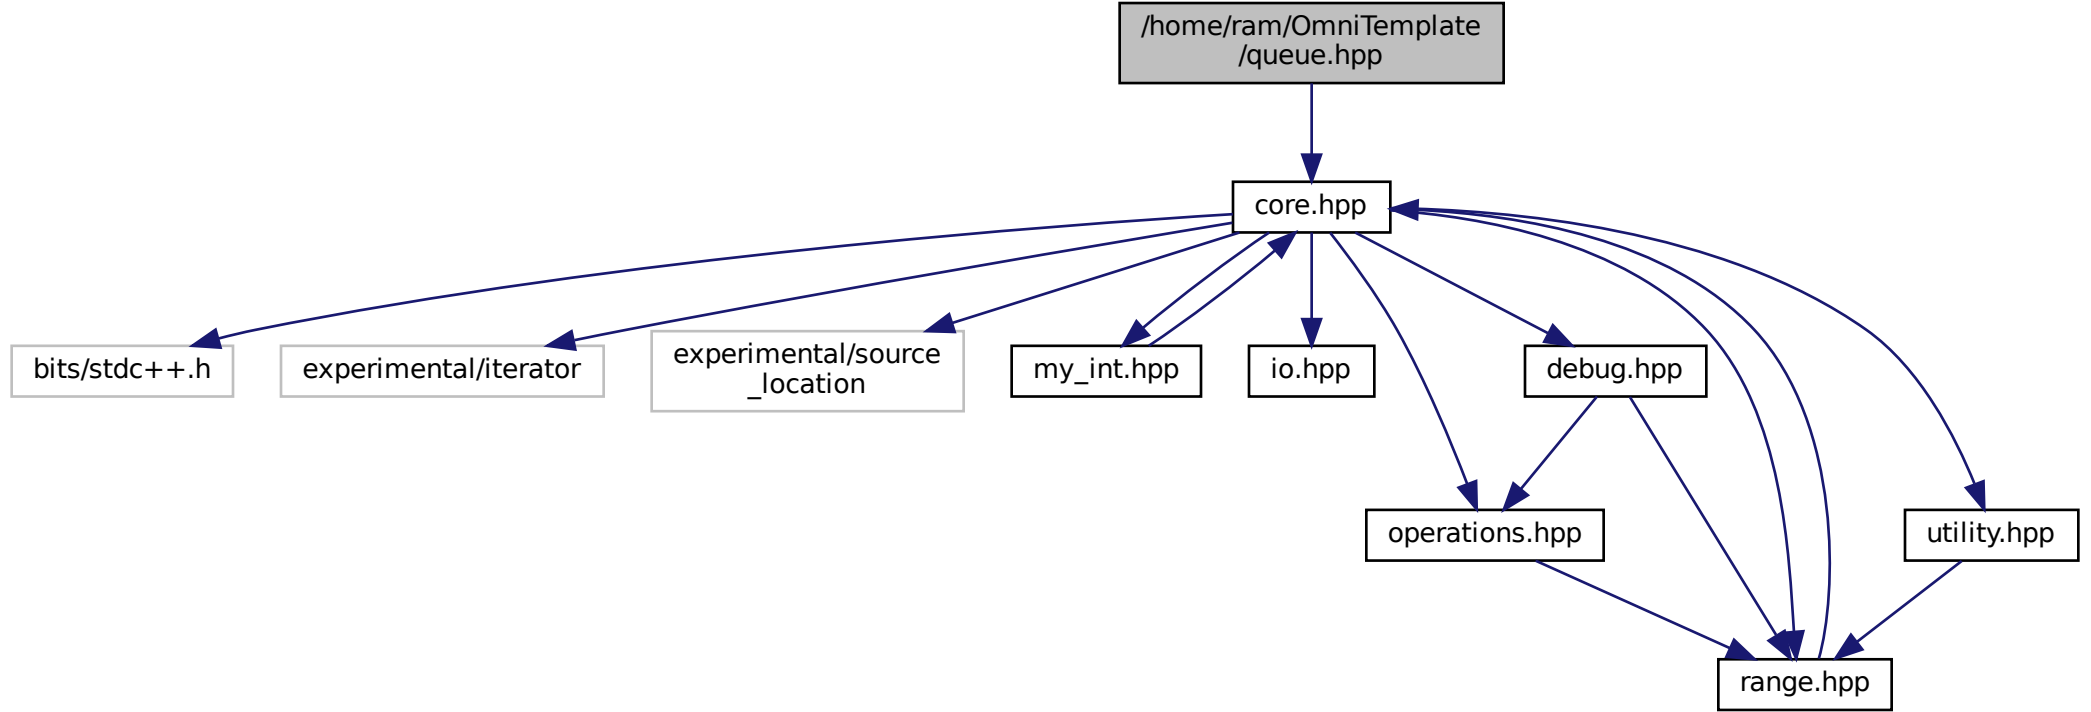 /home/ram/OmniTemplate
/queue.hpp
core.hpp
bits/stdc++.h
experimental/iterator
experimental/source
_location
my_int.hpp
io.hpp
debug.hpp
operations.hpp
utility.hpp
range.hpp